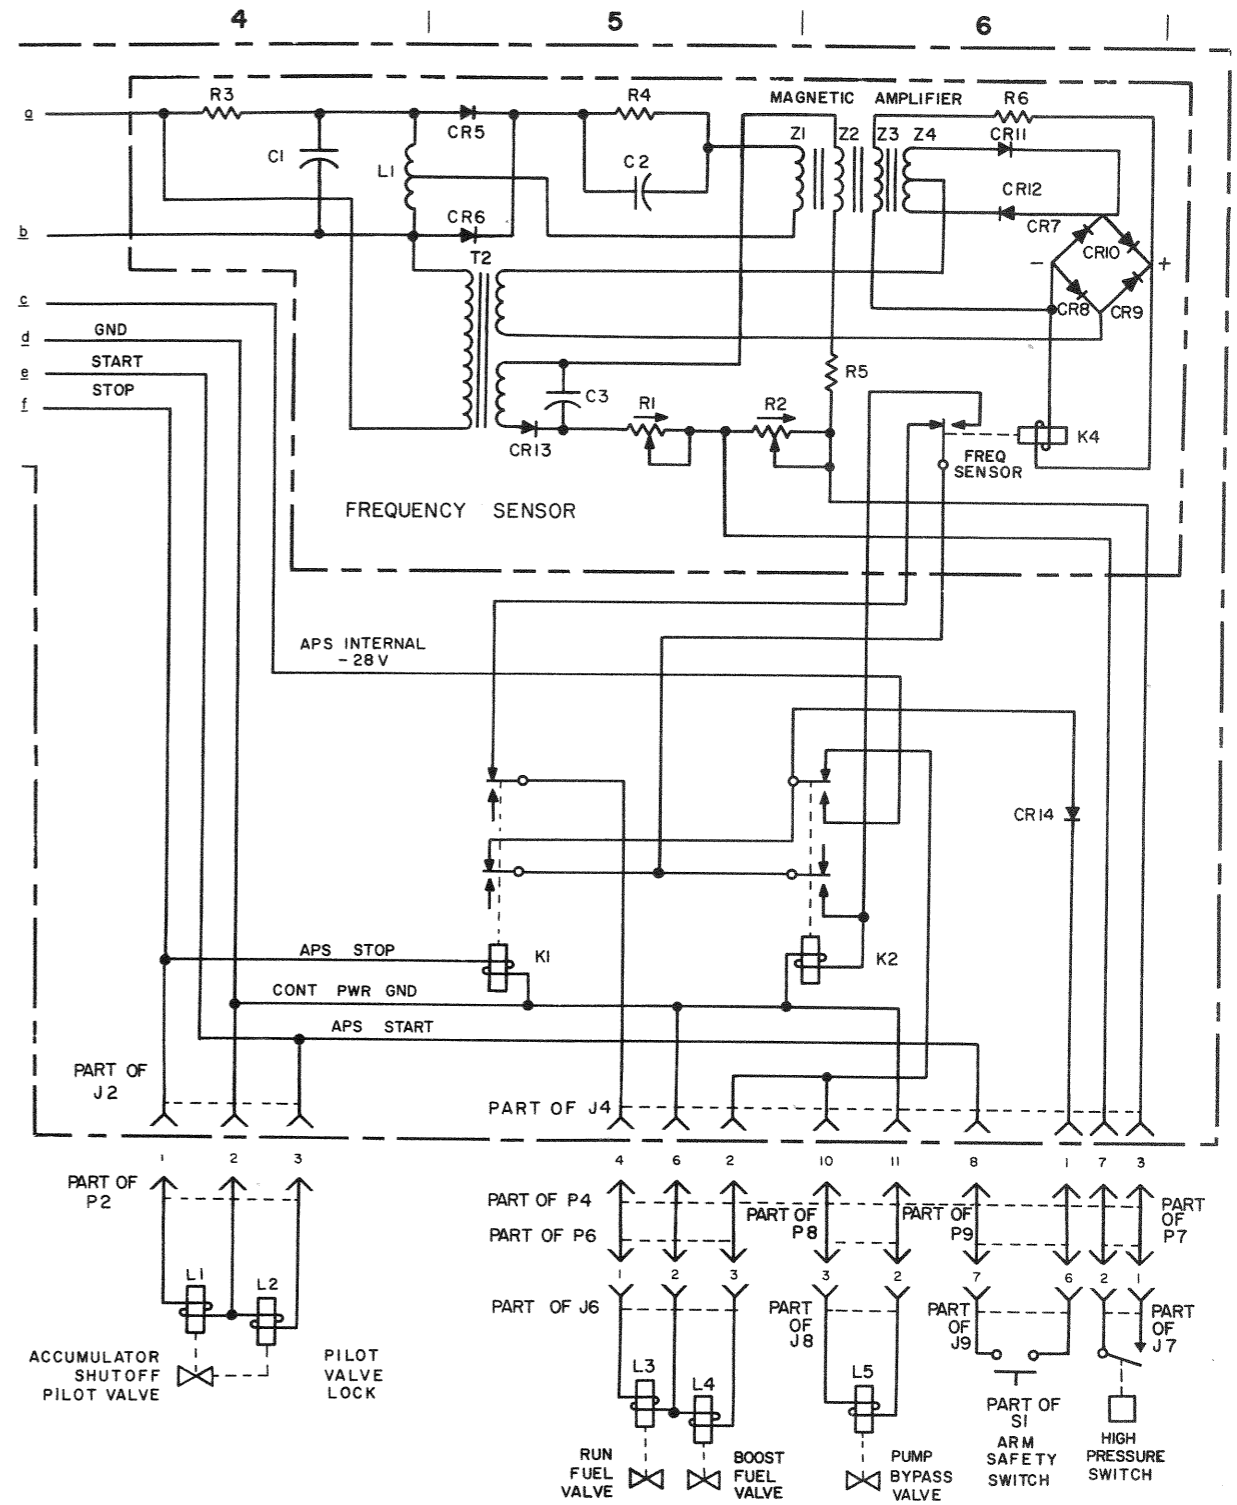 4 5 6
a
R3
CR5
R4
MAGNETIC AMPLIFIER
R6
C1
L1
C2
Z1
Z2
Z3
Z4
CR11
b
CR6
CR12
CR7
T2
CR10
- +
c
CR8
CR9
d
GND
e
START
R5
f
STOP
C3
R1
R2
K4
CR13
FREQ
SENSOR
FREQUENCY SENSOR
APS INTERNAL
-28V
CR14
APS STOP
K1
K2
CONT PWR GND
APS START
PART OF
J2
PART OF J4
1 2 3 4 6 2 10 11 8 1 7 3
PART OF
P2
PART OF P4
PART OF
P8
PART OF
P9
PART
OF
P7
PART OF P6
1 2 3 3 2 7 6 2 1
L1
L2
PART OF J6
PART
OF
J8
PART
OF
J9
PART
OF
J7
ACCUMULATOR
SHUTOFF
PILOT VALVE
PILOT
VALVE
LOCK
L3
L4
L5
PART OF
S1
ARM
SAFETY
SWITCH
HIGH
PRESSURE
SWITCH
RUN
FUEL
VALVE
BOOST
FUEL
VALVE
PUMP
BYPASS
VALVE